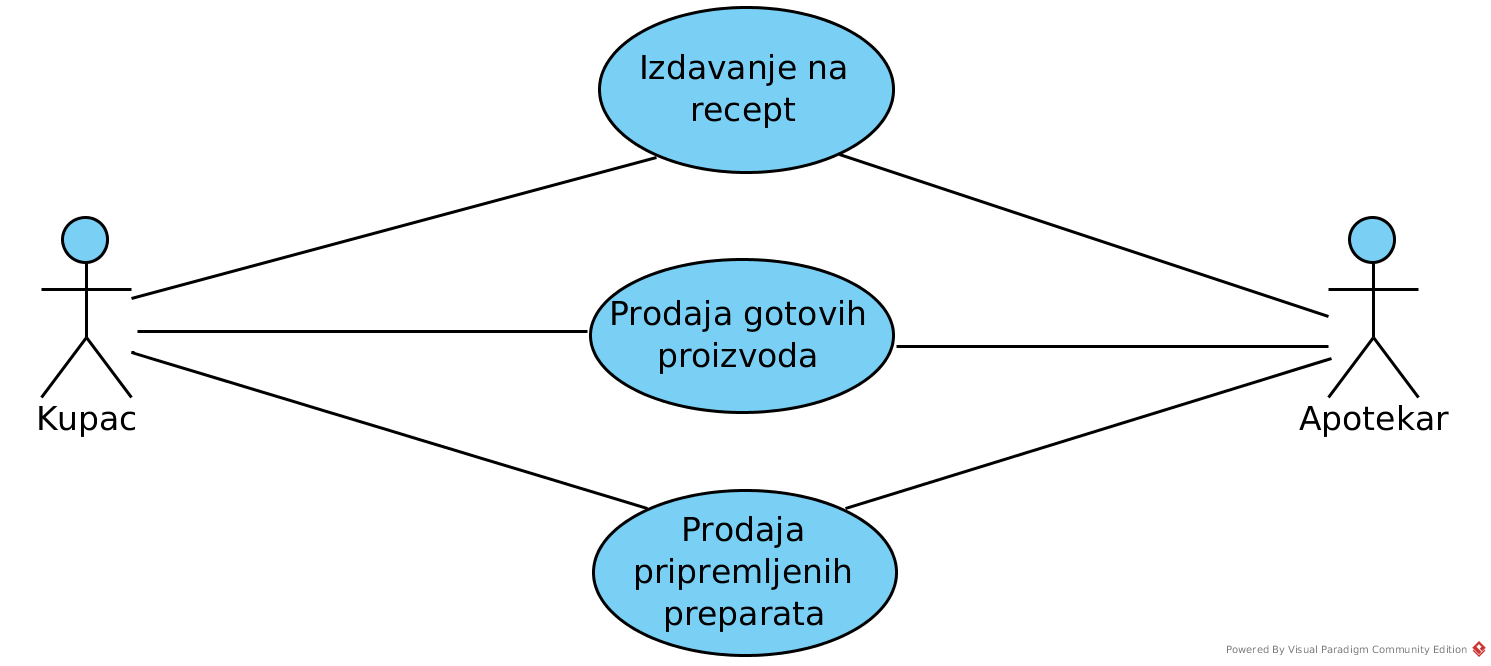 Izdavanje na
recept
Prodaja gotovih
proizvoda
Kupac
Apotekar
Prodaja
pripremljenih
preparata
Powered By Visual Paradigm Community Edition